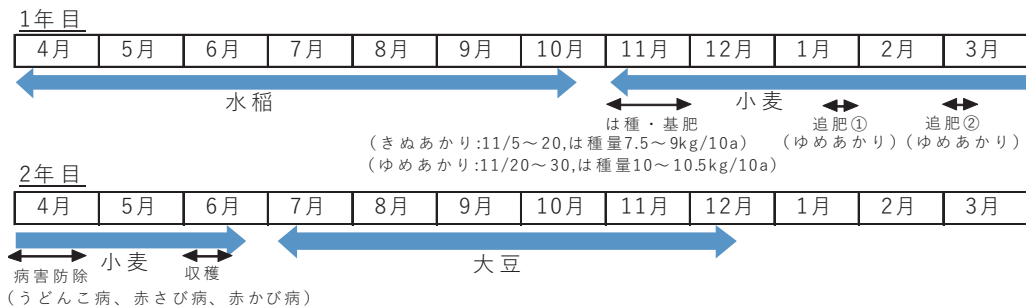 1年目
4月 5月 6月 7月 8月 9月 10月 11月 12月 1月 2月 3月
水稲 小麦
は種・基肥 追肥① 追肥②
(きぬあかり:11/5～20,は種量7.5～9kg/10a) (ゆめあかり) (ゆめあかり)
(ゆめあかり:11/20～30,は種量10～10.5kg/10a)
2年目
4月 5月 6月 7月 8月 9月 10月 11月 12月 1月 2月 3月
小麦 大豆
病害防除 収穫
(うどんこ病、赤さび病、赤かび病)